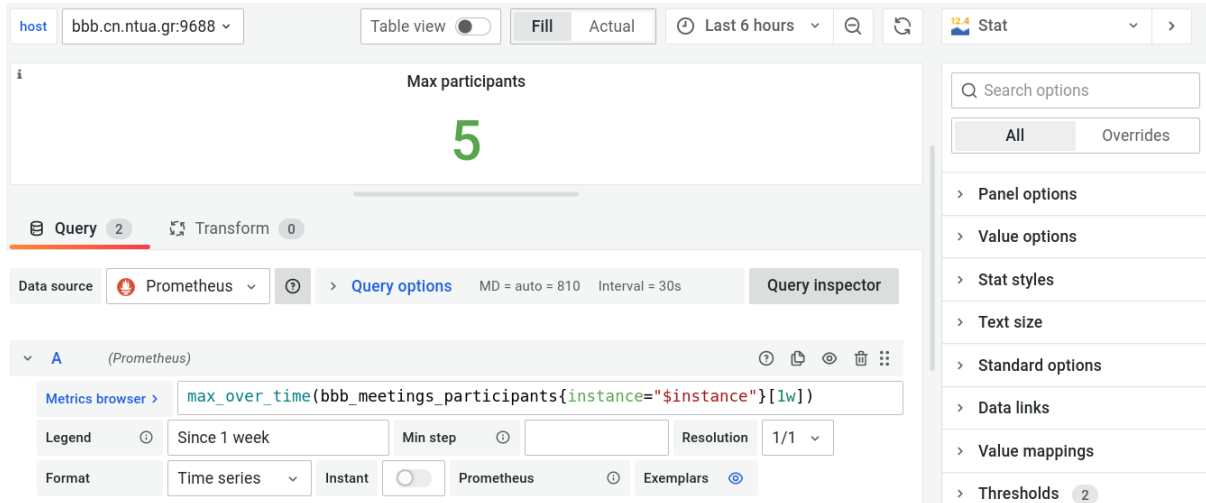 host bbb.cn.ntua.gr:9688 Table view Fill Actual Last 6 hours 12.4 Stat
i
Max participants
5
Search options
All Overrides
Panel options
Value options
Stat styles
Text size
Standard options
Data links
Value mappings
Thresholds 2
Query 2 Transform 0
Data source Prometheus ? > Query options MD = auto = 810 Interval = 30s Query inspector
A (Prometheus)
Metrics browser > max_over_time(bbb_meetings_participants{instance="$instance"}[1w])
Legend Since 1 week Min step Resolution 1/1
Format Time series Instant Prometheus Exemplars